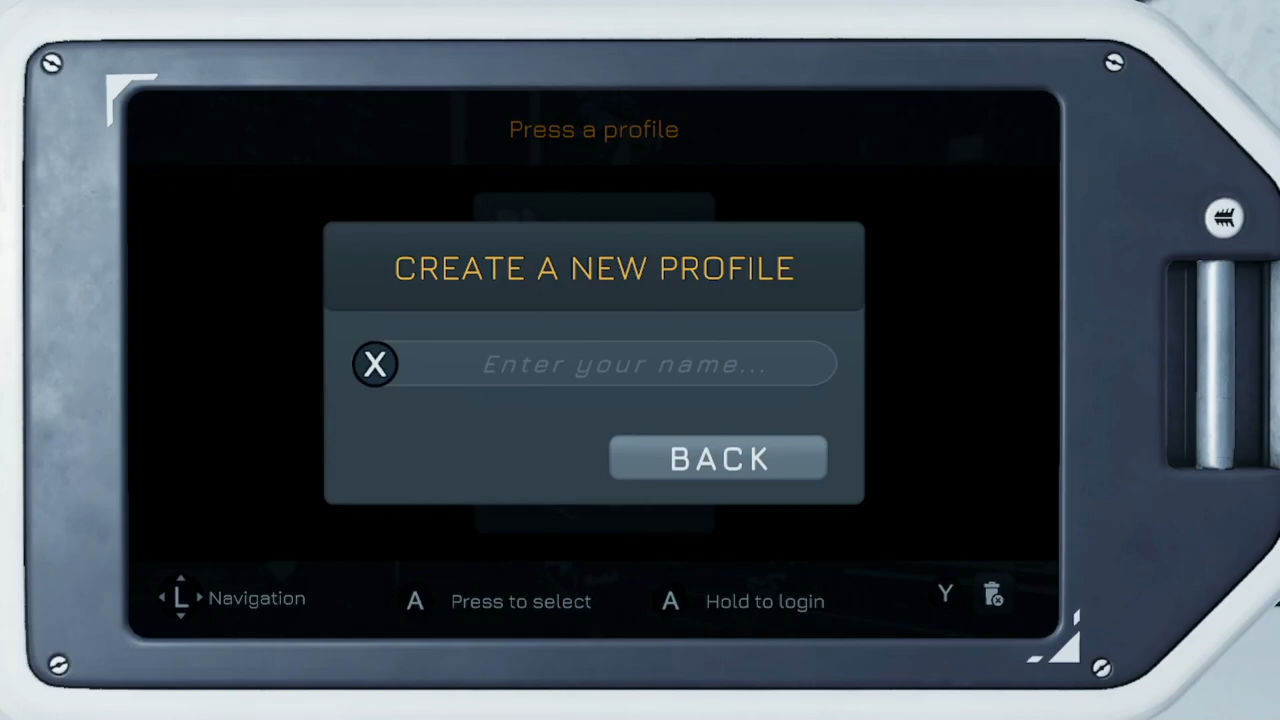 Press a profile
CREATE A NEW PROFILE
X Enter your name...
BACK
L Navigation A Press to select A Hold to login Y